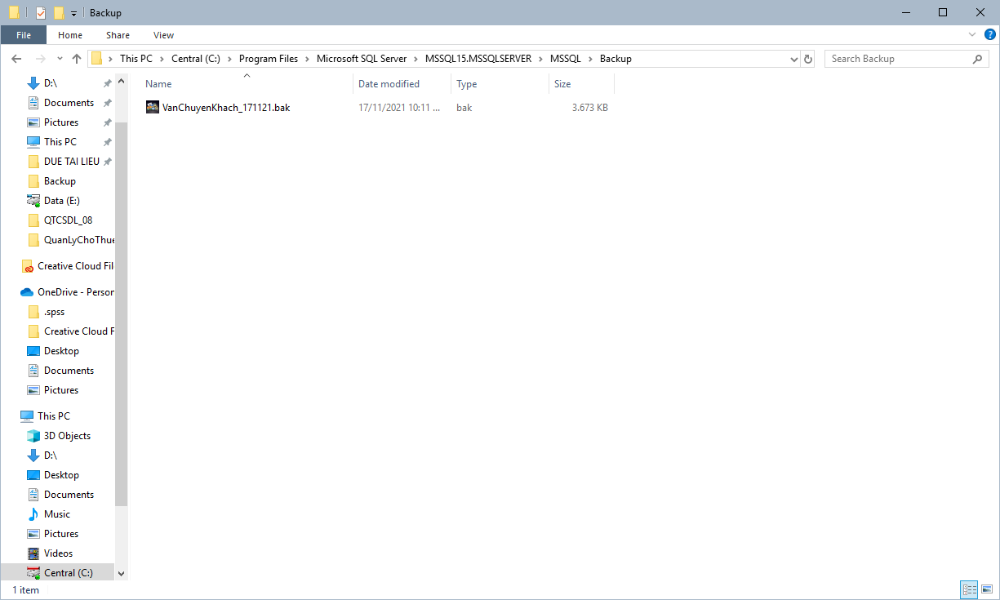 Backup
File Home Share View
This PC Central (C:) Program Files Microsoft SQL Server MSSQL15.MSSQLSERVER MSSQL Backup
Search Backup
Name Date modified Type Size
VanChuyenKhach_171121.bak 17/11/2021 10:11 ... bak 3.673 KB
D:\
Documents
Pictures
This PC
DUE TAI LIEU
Backup
Data (E:)
QTCSDL_08
QuanLyChoThue
Creative Cloud Fil
OneDrive - Person
.spss
Creative Cloud F
Desktop
Documents
Pictures
This PC
3D Objects
D:\
Desktop
Documents
Music
Pictures
Videos
Central (C:)
1 item